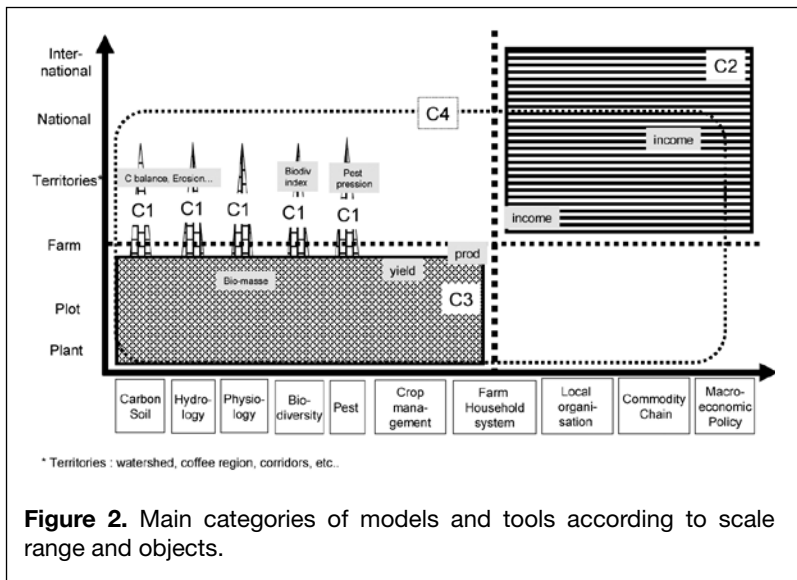 Inter-
national
C2
National
C4
income
Territories*
C balance, Erosion...
Biodiv
index
Pest
pression
C1 C1 C1 C1 C1
income
Farm
prod
yield
Bio-masse
C3
Plot
Plant
Carbon
Soil
Hydro-
logy
Physio-
logy
Bio-
diversity
Pest
Crop
mana-
gement
Farm
Household
system
Local
organi-
sation
Commodity
Chain
Macro-
economic
Policy
* Territories : watershed, coffee region, corridors, etc..
Figure 2. Main categories of models and tools according to scale
range and objects.